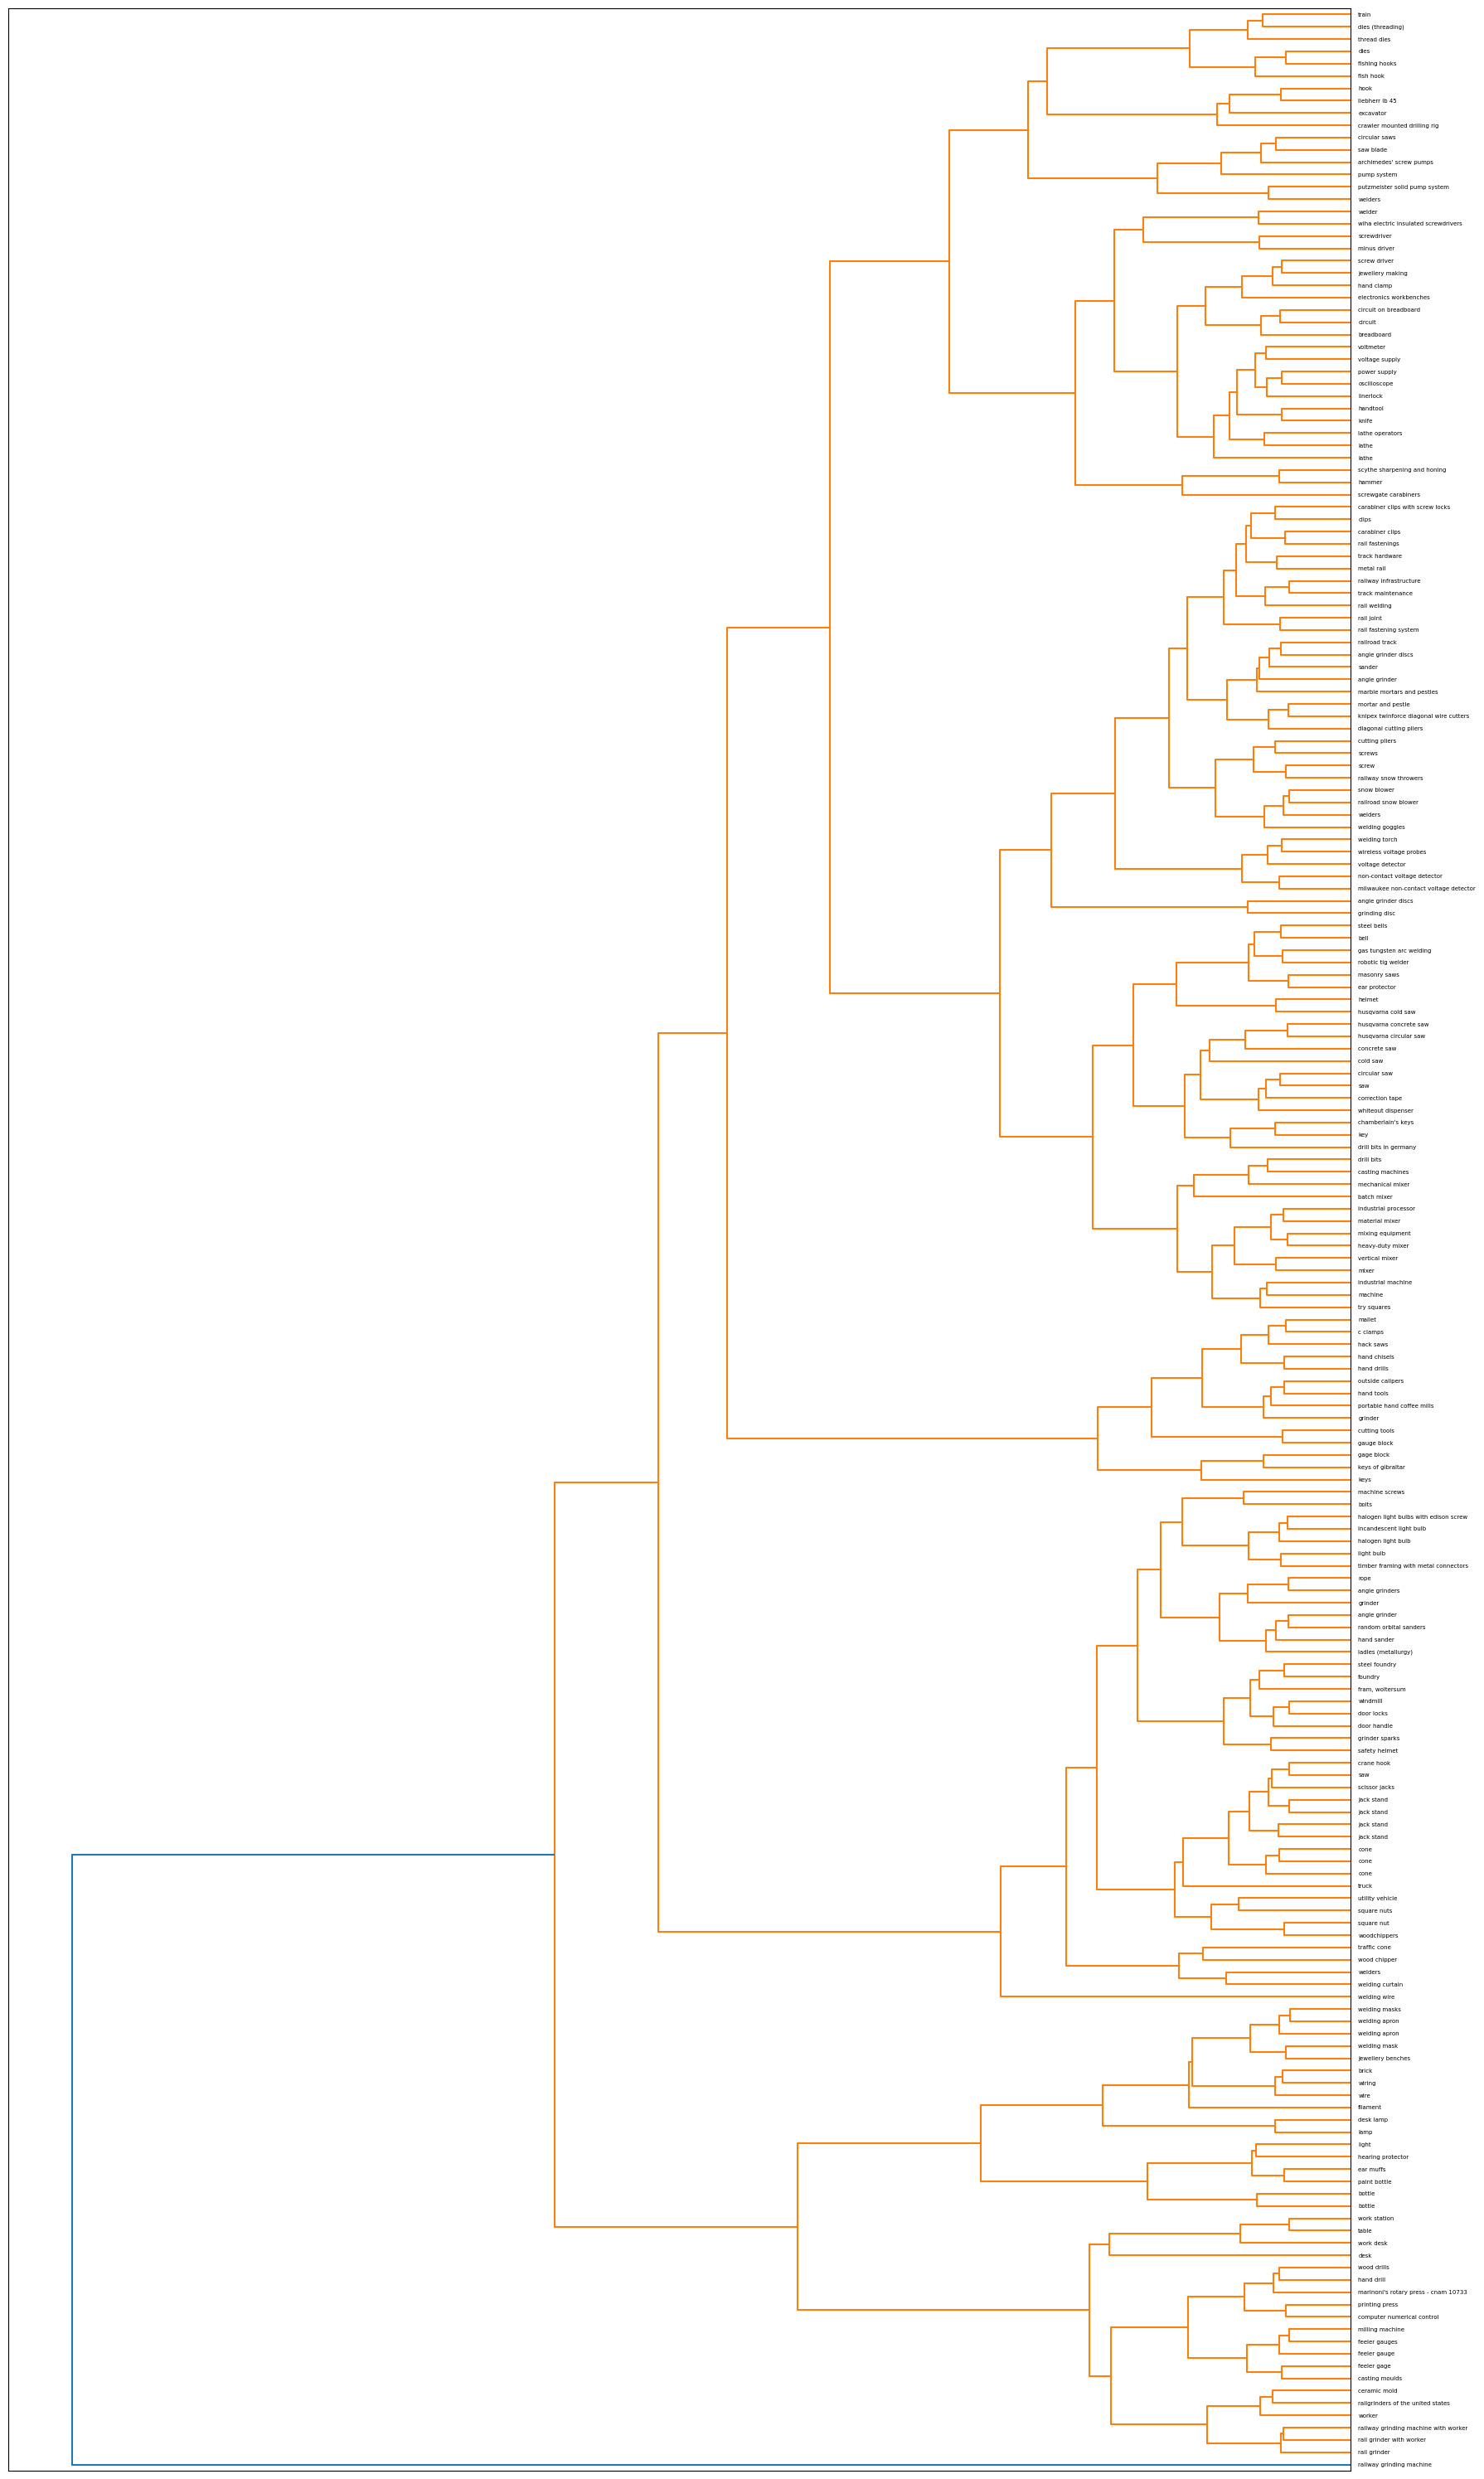 train
dies (threading)
thread dies
dies
fishing hooks
fish hook
hook
liebherr lb 45
excavator
crawler mounted drilling rig
circular saws
saw blade
archimedes' screw pumps
pump system
putzmeister solid pump system
welders
welder
wiha electric insulated screwdrivers
screwdriver
minus driver
screw driver
jewellery making
hand clamp
electronics workbenches
circuit on breadboard
circuit
breadboard
voltmeter
voltage supply
power supply
oscilloscope
linerlock
handtool
knife
lathe operators
lathe
lathe
scythe sharpening and honing
hammer
screwgate carabiners
carabiner clips with screw locks
clips
carabiner clips
rail fastenings
track hardware
metal rail
railway infrastructure
track maintenance
rail welding
rail joint
rail fastening system
railroad track
angle grinder discs
sander
angle grinder
marble mortars and pestles
mortar and pestle
knipex twinforce diagonal wire cutters
diagonal cutting pliers
cutting pliers
screws
screw
railway snow throwers
snow blower
railroad snow blower
welders
welding goggles
welding torch
wireless voltage probes
voltage detector
non-contact voltage detector
milwaukee non-contact voltage detector
angle grinder discs
grinding disc
steel bells
bell
gas tungsten arc welding
robotic tig welder
masonry saws
ear protector
helmet
husqvarna cold saw
husqvarna concrete saw
husqvarna circular saw
concrete saw
cold saw
circular saw
saw
correction tape
whiteout dispenser
chamberlain's keys
key
drill bits in germany
drill bits
casting machines
mechanical mixer
batch mixer
industrial processor
material mixer
mixing equipment
heavy-duty mixer
vertical mixer
mixer
industrial machine
machine
try squares
mallet
c clamps
hack saws
hand chisels
hand drills
outside calipers
hand tools
portable hand coffee mills
grinder
cutting tools
gauge block
gage block
keys of gibraltar
keys
machine screws
bolts
halogen light bulbs with edison screw
incandescent light bulb
halogen light bulb
light bulb
timber framing with metal connectors
rope
angle grinders
grinder
angle grinder
random orbital sanders
hand sander
ladles (metallurgy)
steel foundry
foundry
fram, woltersum
windmill
door locks
door handle
grinder sparks
safety helmet
crane hook
saw
scissor jacks
jack stand
jack stand
jack stand
jack stand
cone
cone
cone
truck
utility vehicle
square nuts
square nut
woodchippers
traffic cone
wood chipper
welders
welding curtain
welding wire
welding masks
welding apron
welding apron
welding mask
jewellery benches
brick
wiring
wire
filament
desk lamp
lamp
light
hearing protector
ear muffs
paint bottle
bottle
bottle
work station
table
work desk
desk
wood drills
hand drill
marinoni's rotary press - cnam 10733
printing press
computer numerical control
milling machine
feeler gauges
feeler gauge
feeler gage
casting moulds
ceramic mold
railgrinders of the united states
worker
railway grinding machine with worker
rail grinder with worker
rail grinder
railway grinding machine